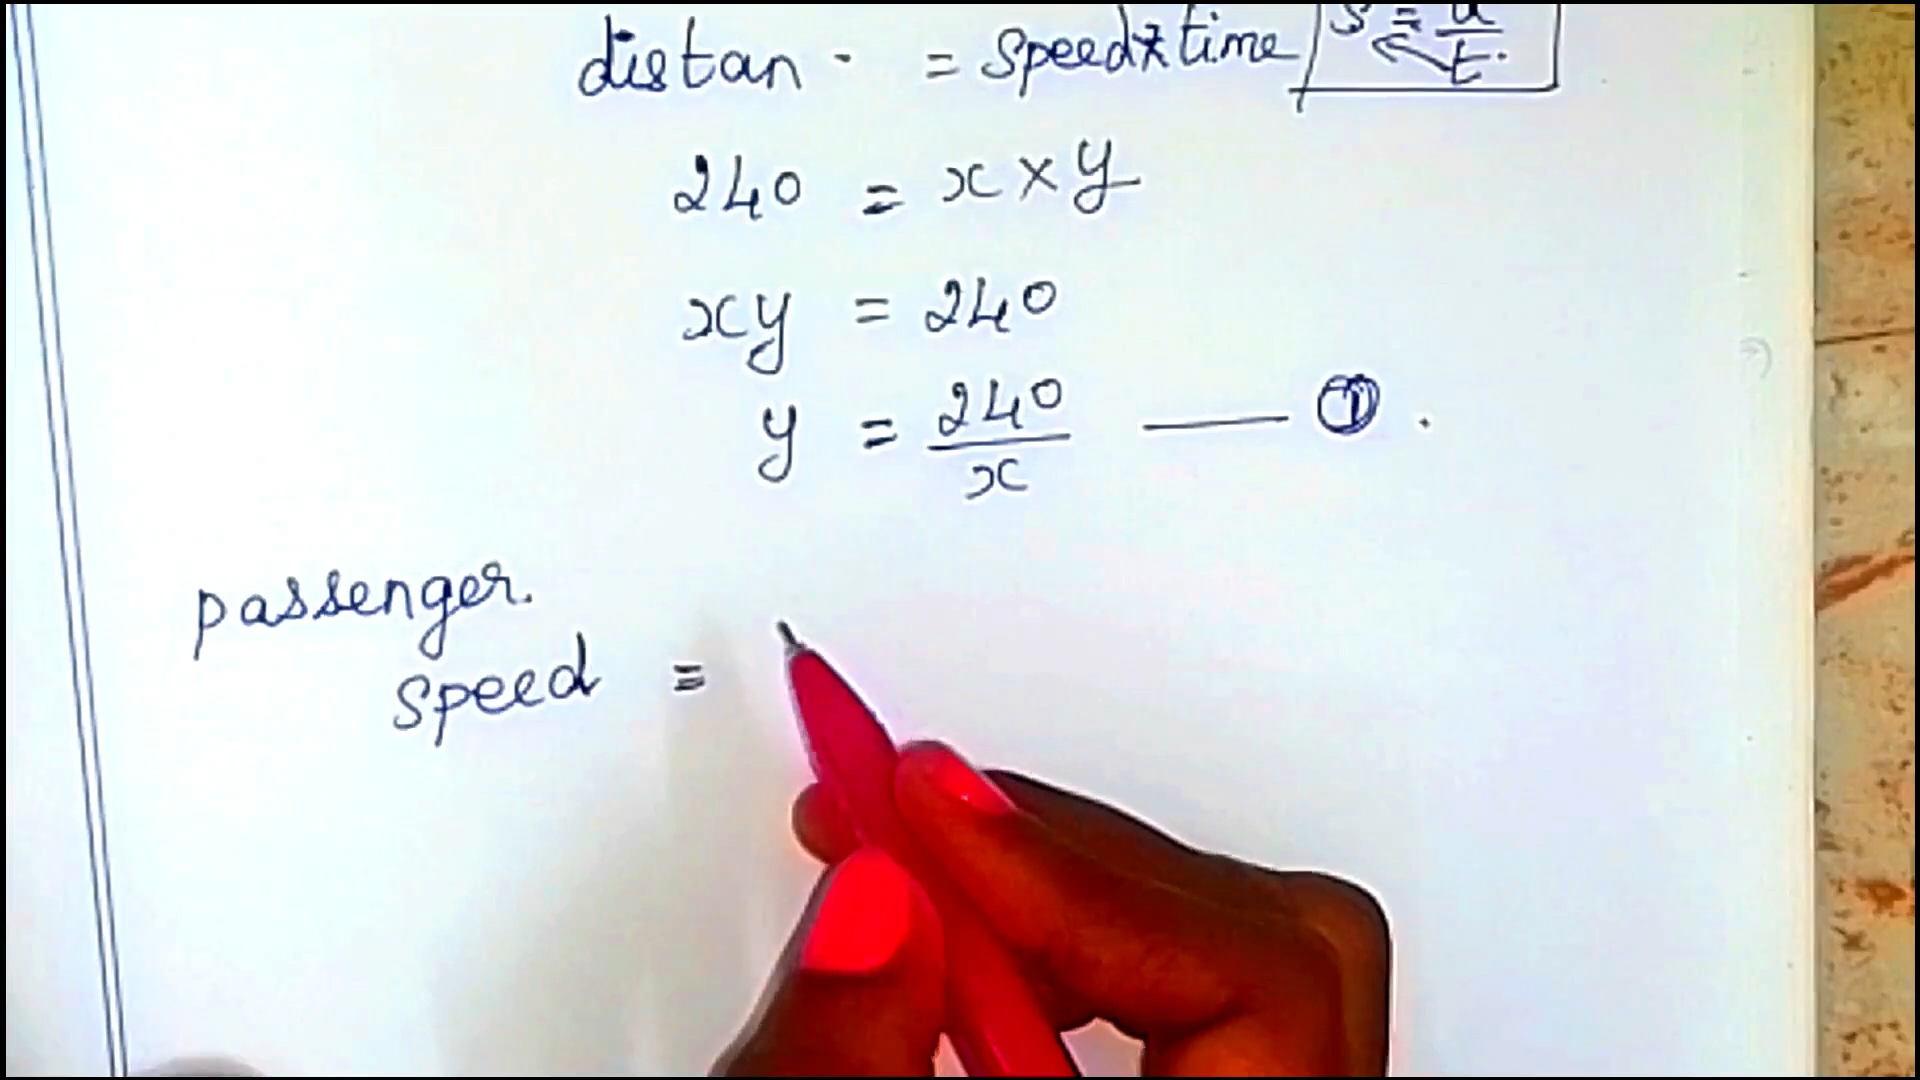 distan = speed x time S = d/t
240 = x × y
xy = 240
y = 240/x —— ①.
passenger.
speed =